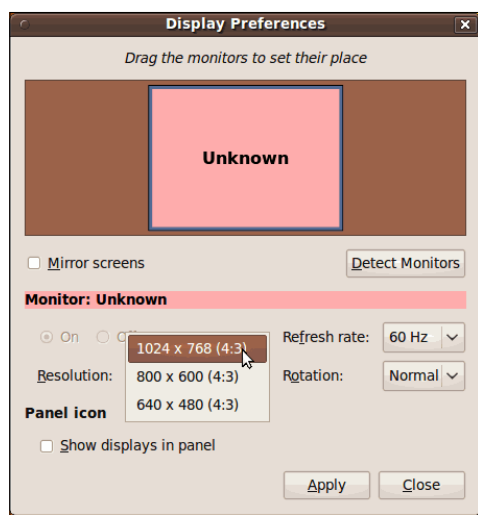 Display Preferences
Drag the monitors to set their place
Unknown
Mirror screens
Detect Monitors
Monitor: Unknown
On
Refresh rate: 60 Hz
1024 x 768 (4:3)
Resolution: 800 x 600 (4:3) Rotation: Normal
640 x 480 (4:3)
Panel icon
Show displays in panel
Apply Close